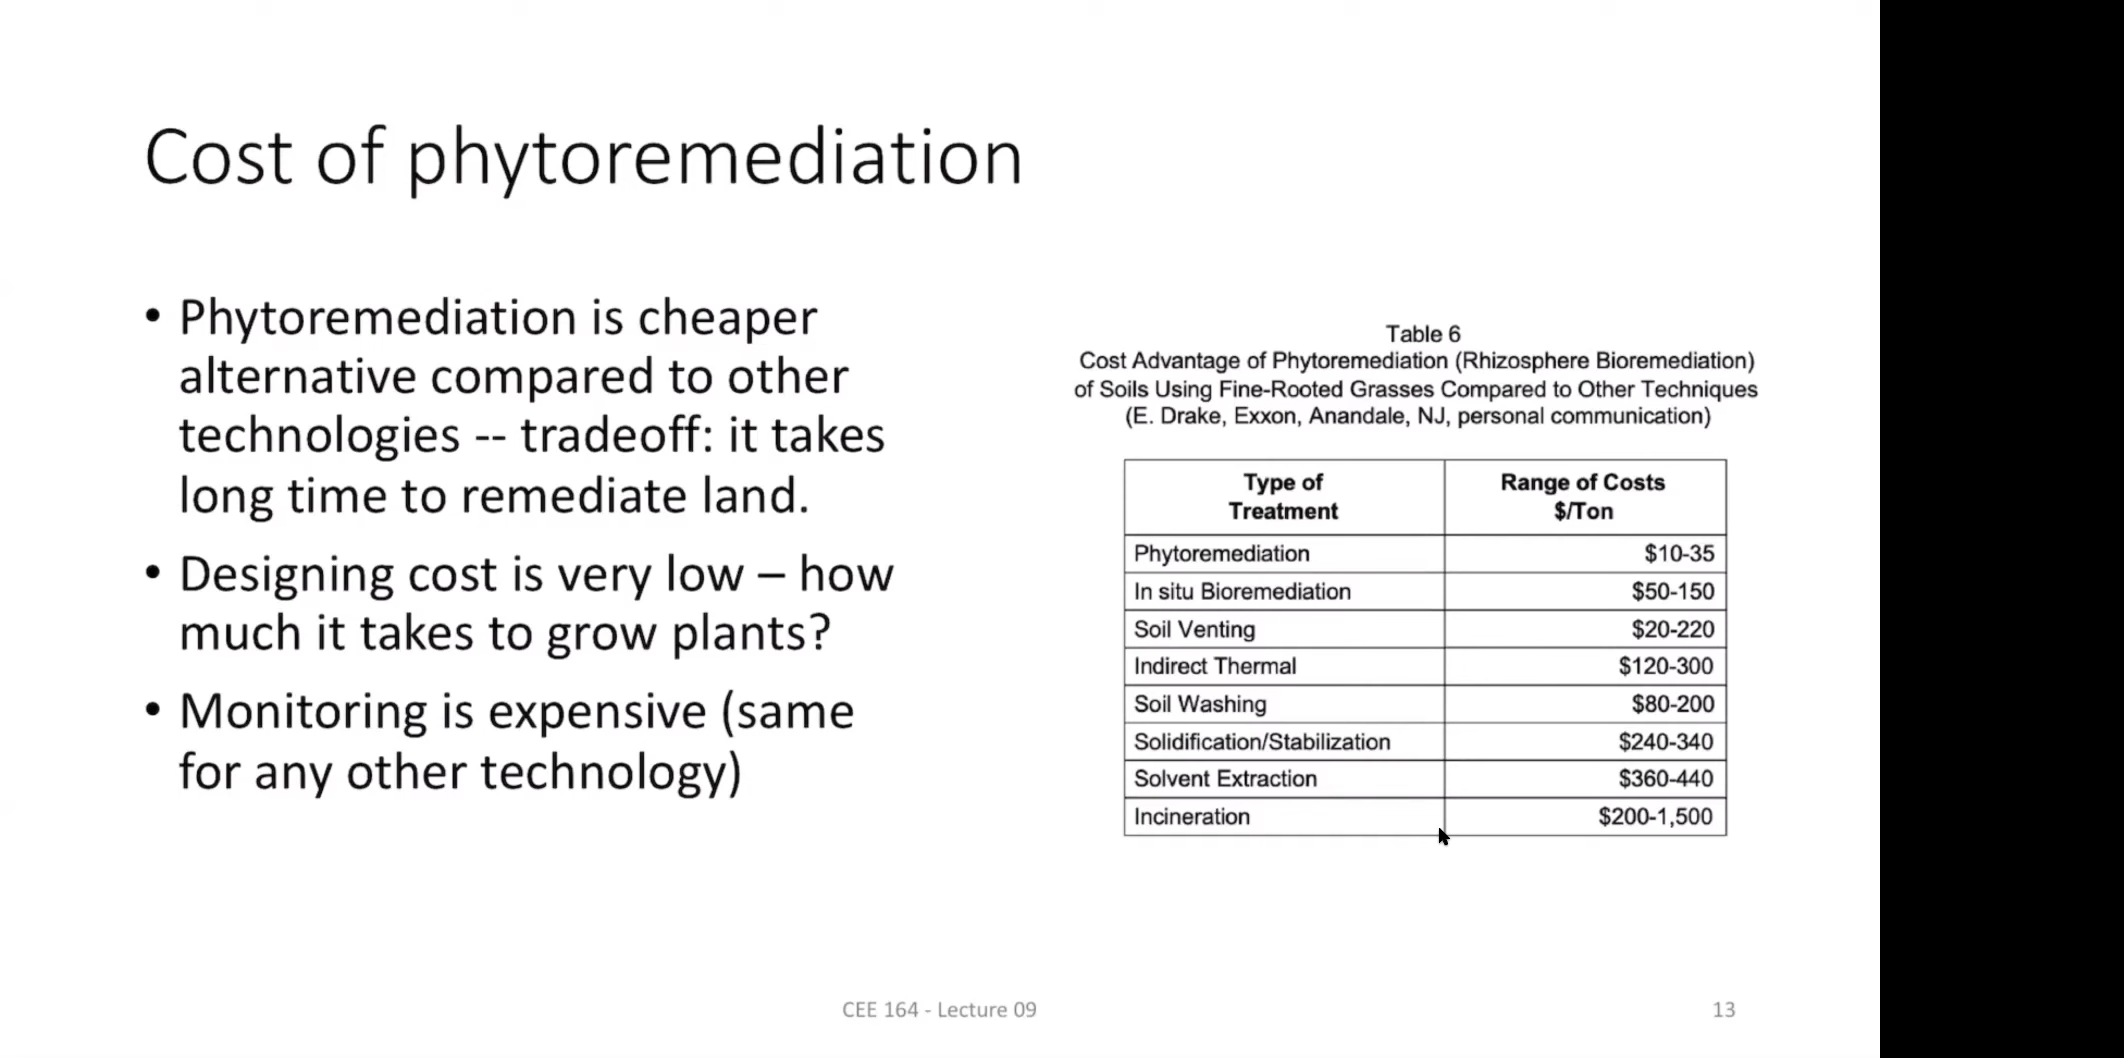 Cost of phytoremediation
• Phytoremediation is cheaper
alternative compared to other
technologies -- tradeoff: it takes
long time to remediate land.
• Designing cost is very low – how
much it takes to grow plants?
• Monitoring is expensive (same
for any other technology)
Table 6
Cost Advantage of Phytoremediation (Rhizosphere Bioremediation)
of Soils Using Fine-Rooted Grasses Compared to Other Techniques
(E. Drake, Exxon, Anandale, NJ, personal communication)
Type of Treatment Range of Costs $/Ton
Phytoremediation $10-35
In situ Bioremediation $50-150
Soil Venting $20-220
Indirect Thermal $120-300
Soil Washing $80-200
Solidification/Stabilization $240-340
Solvent Extraction $360-440
Incineration $200-1,500
CEE 164 - Lecture 09 13